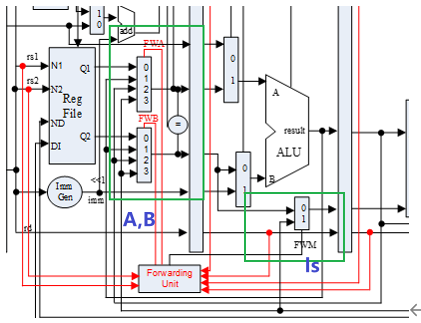 1
0
add
FWA
rs1
N1
Q1
0
1
2
3
0
1
A
rs2
N2
Reg
File
FWB
=
result
ALU
ND
Q2
0
1
2
3
DI
0
1
B
Imm
Gen
<<1
imm
A,B
0
1
rd
FWM
ls
Forwarding
Unit